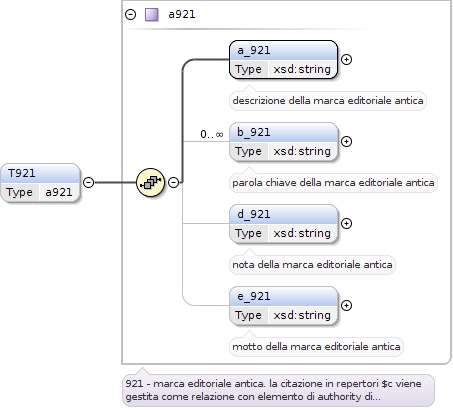 a921
a_921
Type xsd:string
descrizione della marca editoriale antica
0..∞
b_921
Type xsd:string
parola chiave della marca editoriale antica
T921
Type a921
d_921
Type xsd:string
nota della marca editoriale antica
e_921
Type xsd:string
motto della marca editoriale antica
921 - marca editoriale antica. la citazione in repertori $c viene
gestita come relazione con elemento di authority di...